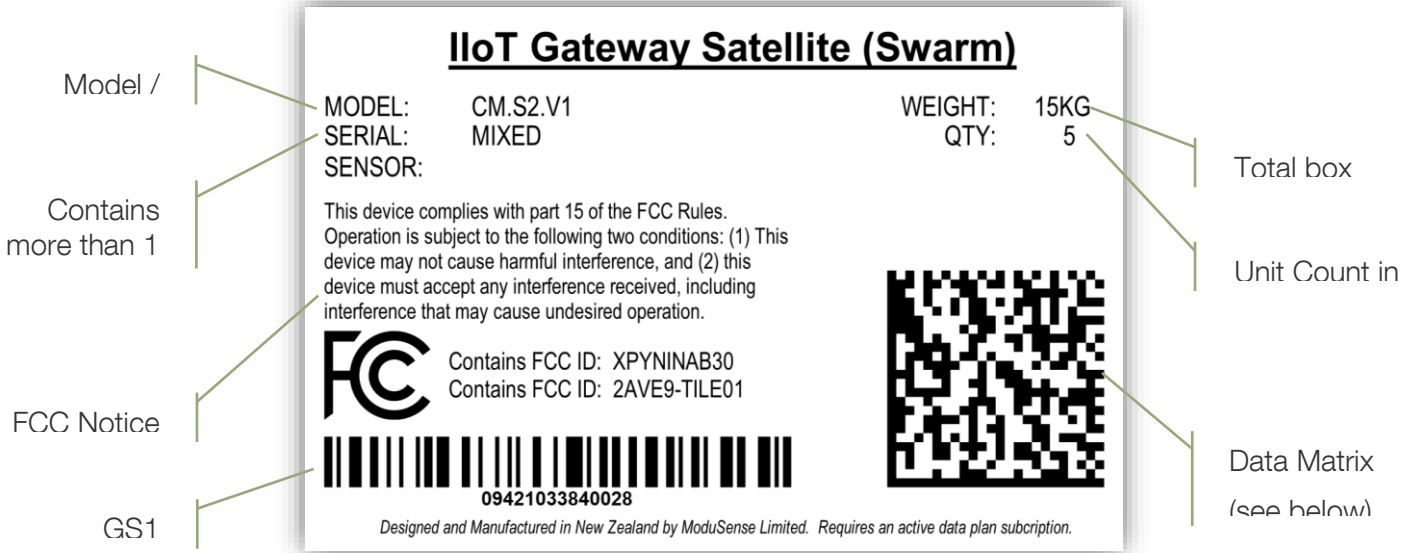 IIoT Gateway Satellite (Swarm)
Model /
MODEL: CM.S2.V1
SERIAL: MIXED
SENSOR:
WEIGHT: 15KG
QTY: 5
Total box
Contains
more than 1
Unit Count in
This device complies with part 15 of the FCC Rules.
Operation is subject to the following two conditions: (1) This
device may not cause harmful interference, and (2) this
device must accept any interference received, including
interference that may cause undesired operation.
FCC Notice
FC
Contains FCC ID: XPYNINAB30
Contains FCC ID: 2AVE9-TILE01
Data Matrix
(see below)
GS1
09421033840028
Designed and Manufactured in New Zealand by ModuSense Limited. Requires an active data plan subcription.